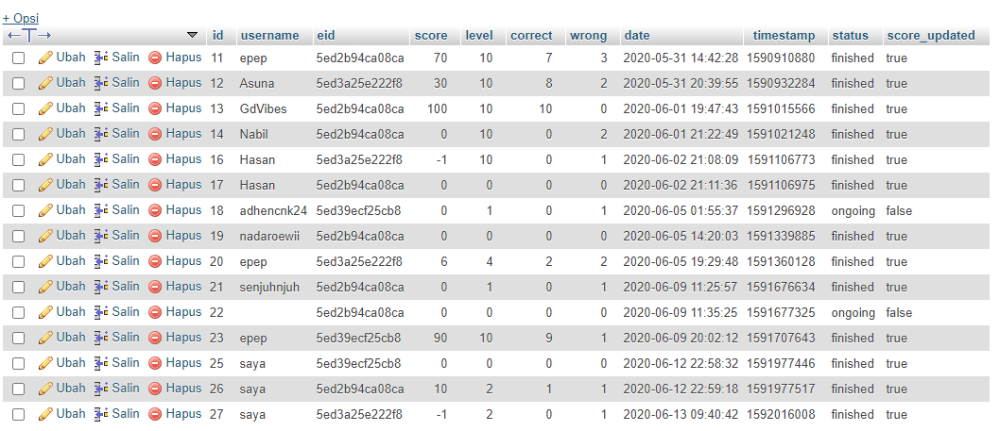 + Opsi
id username eid score level correct wrong date timestamp status score_updated
Ubah Salin Hapus 11 epep 5ed2b94ca08ca 70 10 7 3 2020-05-31 14:42:28 1590910880 finished true
Ubah Salin Hapus 12 Asuna 5ed3a25e222f8 30 10 8 2 2020-05-31 20:39:55 1590932284 finished true
Ubah Salin Hapus 13 GdVibes 5ed2b94ca08ca 100 10 10 0 2020-06-01 19:47:43 1591015566 finished true
Ubah Salin Hapus 14 Nabil 5ed2b94ca08ca 0 10 0 2 2020-06-01 21:22:49 1591021248 finished true
Ubah Salin Hapus 16 Hasan 5ed3a25e222f8 -1 10 0 1 2020-06-02 21:08:09 1591106773 finished true
Ubah Salin Hapus 17 Hasan 5ed2b94ca08ca 0 0 0 0 2020-06-02 21:11:36 1591106975 finished true
Ubah Salin Hapus 18 adhencnk24 5ed39ecf25cb8 0 1 0 1 2020-06-05 01:55:37 1591296928 ongoing false
Ubah Salin Hapus 19 nadaroewii 5ed2b94ca08ca 0 0 0 0 2020-06-05 14:20:03 1591339885 finished true
Ubah Salin Hapus 20 epep 5ed3a25e222f8 6 4 2 2 2020-06-05 19:29:48 1591360128 finished true
Ubah Salin Hapus 21 senjuhnjuh 5ed2b94ca08ca 0 1 0 1 2020-06-09 11:25:57 1591676634 finished true
Ubah Salin Hapus 22 5ed2b94ca08ca 0 0 0 0 2020-06-09 11:35:25 1591677325 ongoing false
Ubah Salin Hapus 23 epep 5ed39ecf25cb8 90 10 9 1 2020-06-09 20:02:12 1591707643 finished true
Ubah Salin Hapus 25 saya 5ed39ecf25cb8 0 0 0 0 2020-06-12 22:58:32 1591977446 finished true
Ubah Salin Hapus 26 saya 5ed2b94ca08ca 10 2 1 1 2020-06-12 22:59:18 1591977517 finished true
Ubah Salin Hapus 27 saya 5ed3a25e222f8 -1 2 0 1 2020-06-13 09:40:42 1592016008 finished true